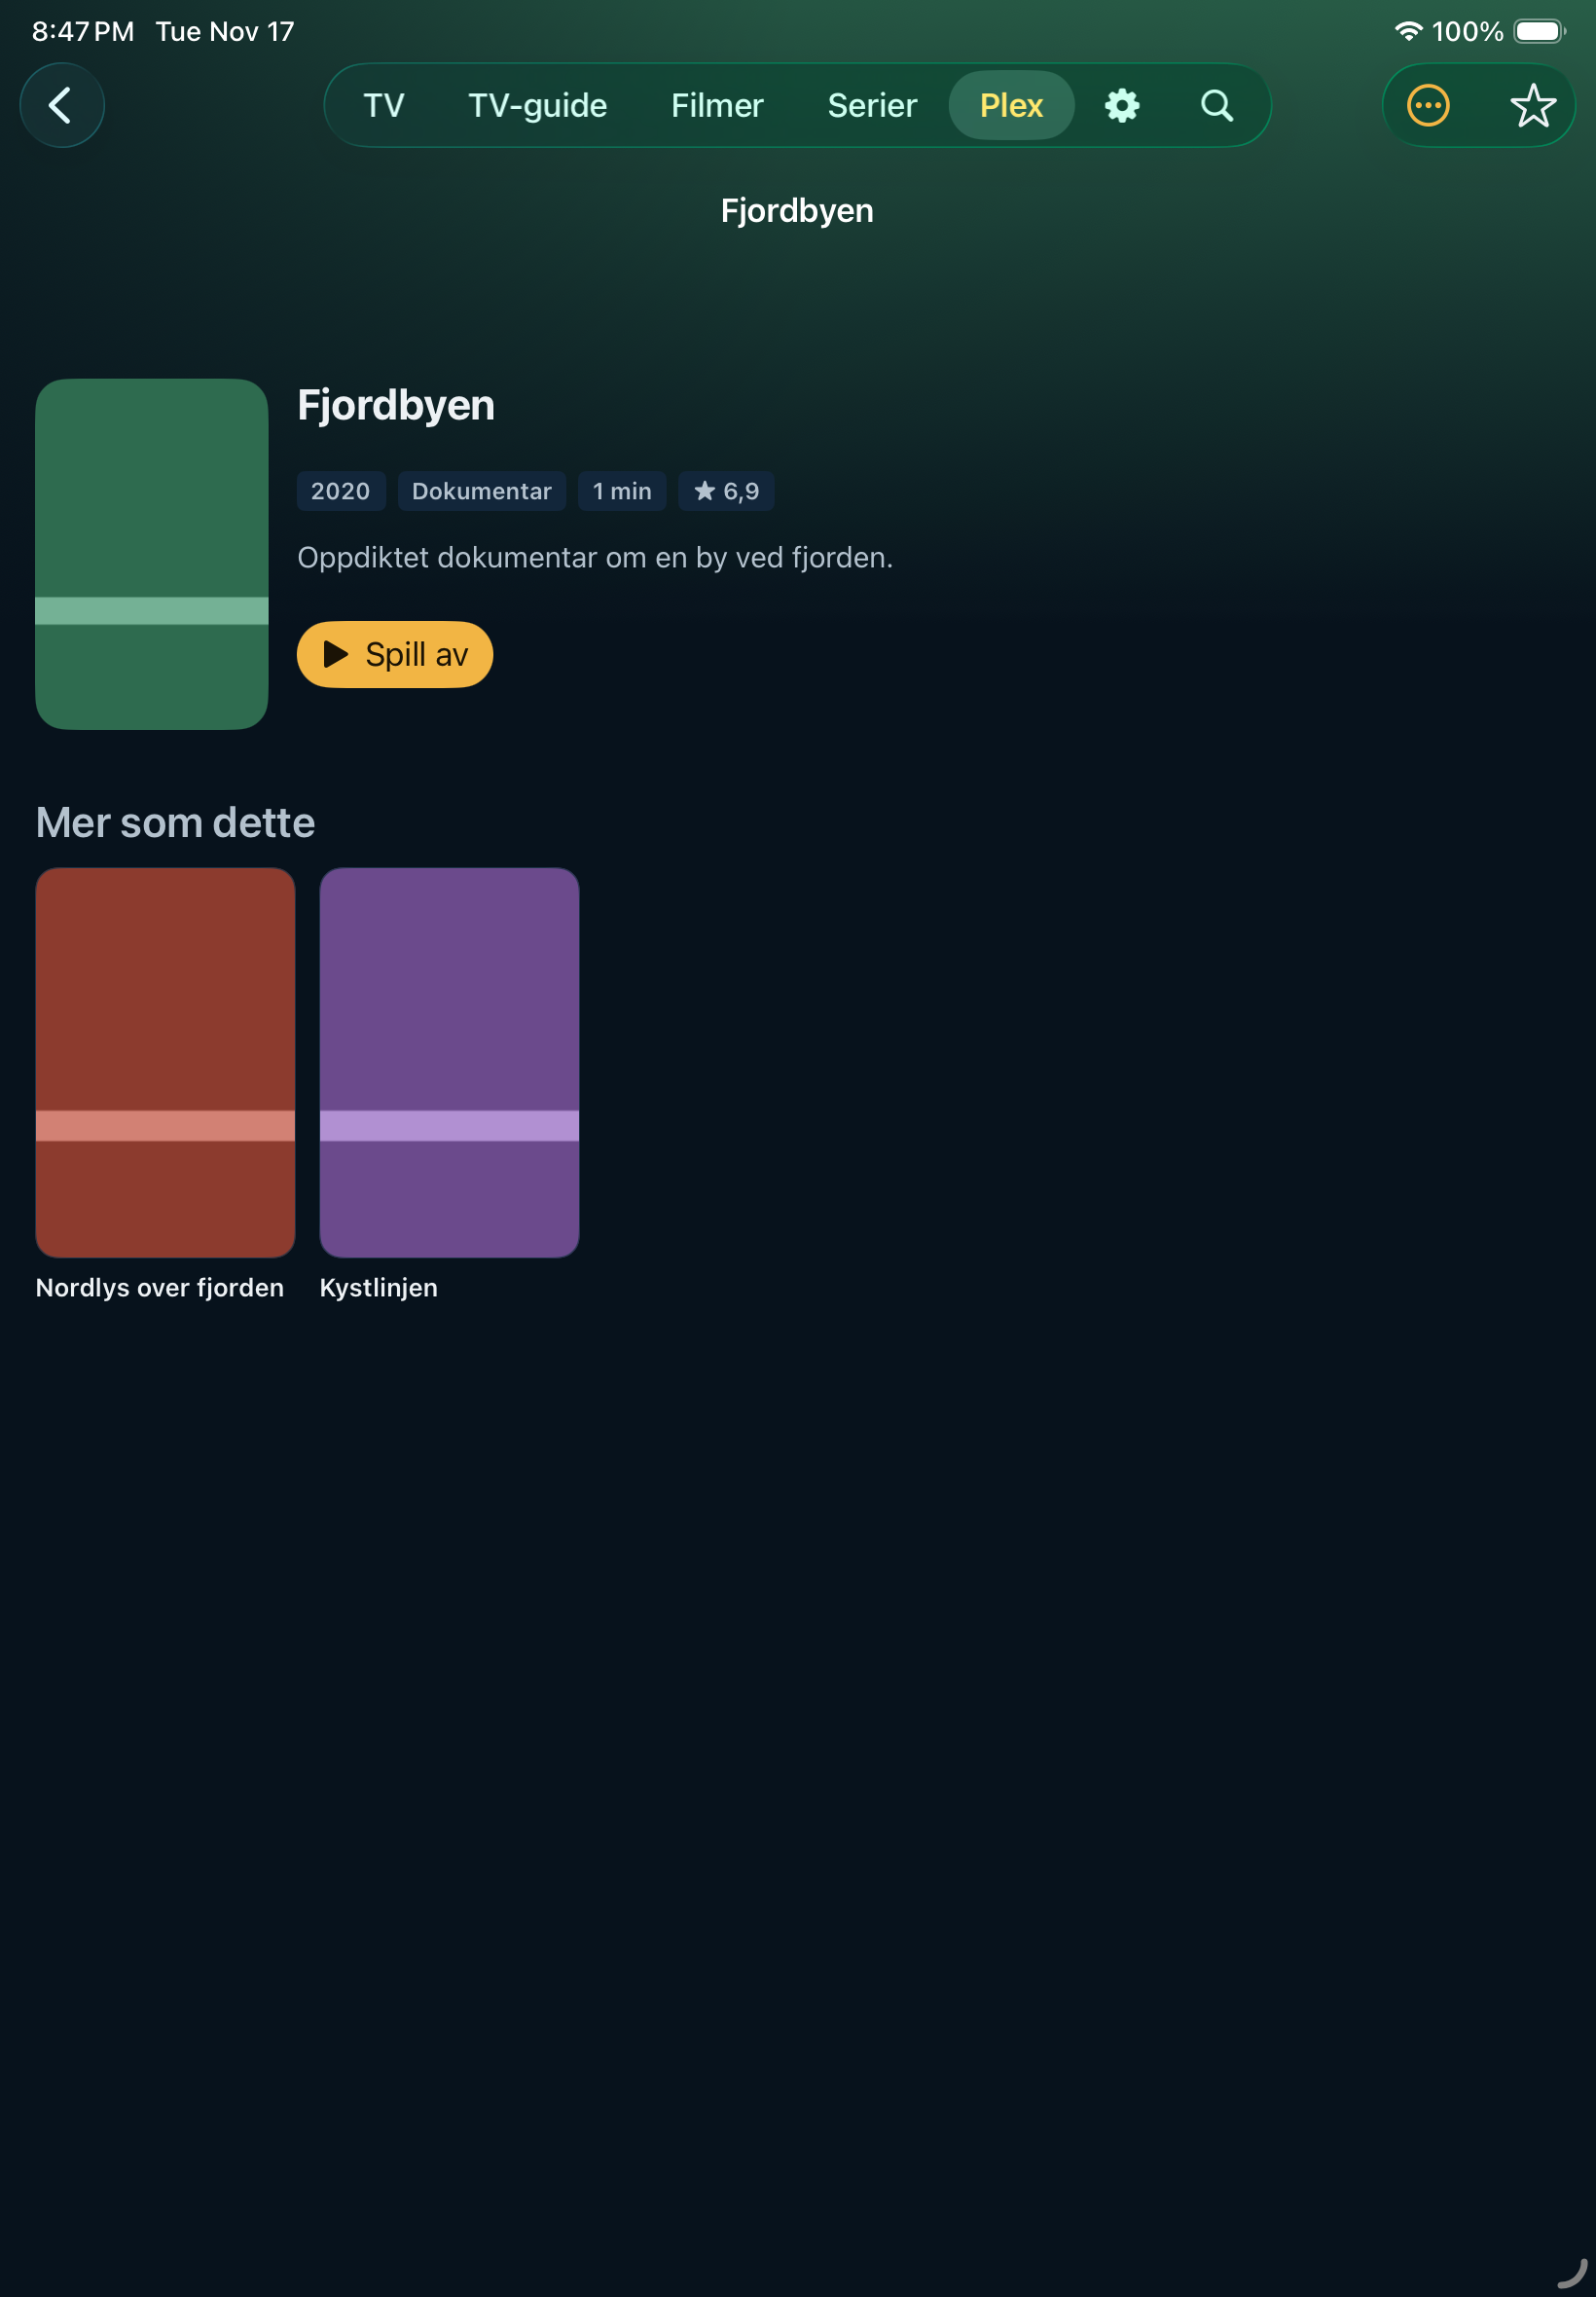 8:47 PM Tue Nov 17
100%
TV TV-guide Filmer Serier Plex
Fjordbyen
Fjordbyen
2020 Dokumentar 1 min ★ 6,9
Oppdiktet dokumentar om en by ved fjorden.
Spill av
Mer som dette
Nordlys over fjorden Kystlinjen